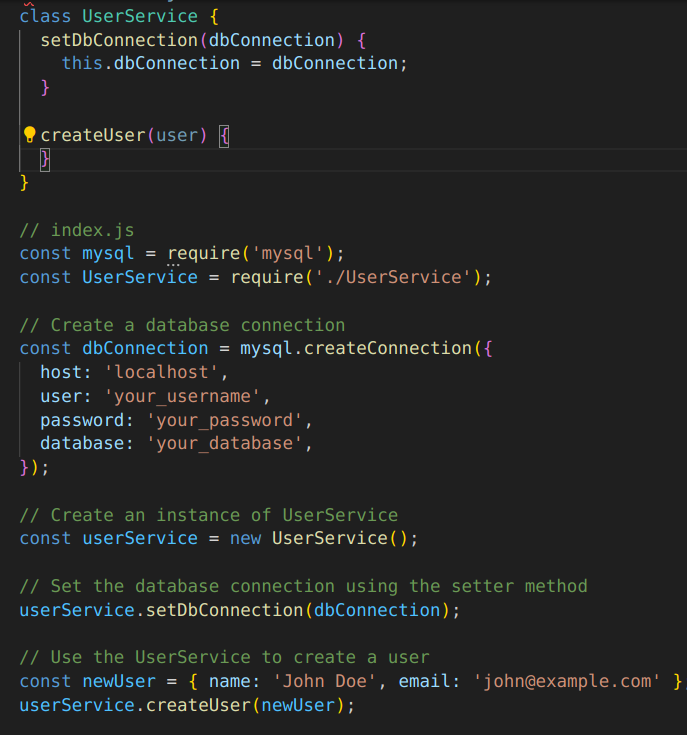 class UserService {
  setDbConnection(dbConnection) {
    this.dbConnection = dbConnection;
  }

  createUser(user) {
  }
}

// index.js
const mysql = require('mysql');
const UserService = require('./UserService');

// Create a database connection
const dbConnection = mysql.createConnection({
  host: 'localhost',
  user: 'your_username',
  password: 'your_password',
  database: 'your_database',
});

// Create an instance of UserService
const userService = new UserService();

// Set the database connection using the setter method
userService.setDbConnection(dbConnection);

// Use the UserService to create a user
const newUser = { name: 'John Doe', email: 'john@example.com' }
userService.createUser(newUser);